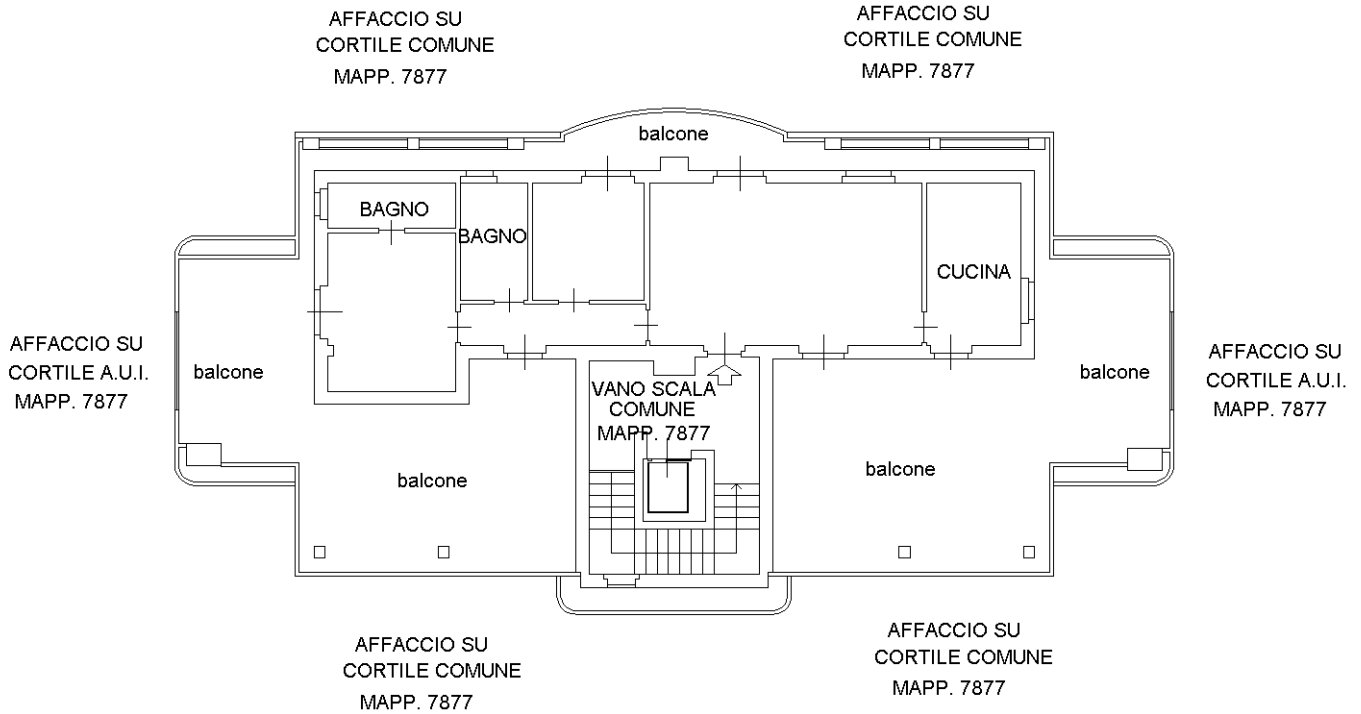 AFFACCIO SU
CORTILE COMUNE
MAPP. 7877
AFFACCIO SU
CORTILE COMUNE
MAPP. 7877
balcone
BAGNO
BAGNO
CUCINA
AFFACCIO SU
CORTILE A.U.I.
MAPP. 7877
balcone
VANO SCALA
COMUNE
MAPP. 7877
balcone
AFFACCIO SU
CORTILE A.U.I.
MAPP. 7877
balcone
balcone
AFFACCIO SU
CORTILE COMUNE
MAPP. 7877
AFFACCIO SU
CORTILE COMUNE
MAPP. 7877